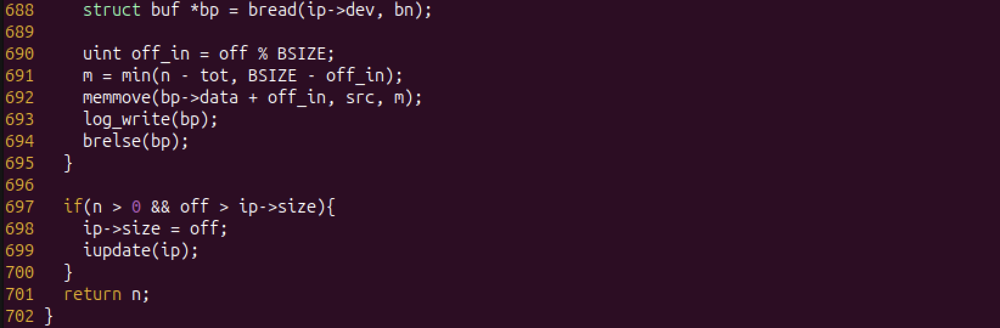 688     struct buf *bp = bread(ip->dev, bn);
689
690     uint off_in = off % BSIZE;
691     m = min(n - tot, BSIZE - off_in);
692     memmove(bp->data + off_in, src, m);
693     log_write(bp);
694     brelse(bp);
695   }
696
697   if(n > 0 && off > ip->size){
698     ip->size = off;
699     iupdate(ip);
700   }
701   return n;
702 }